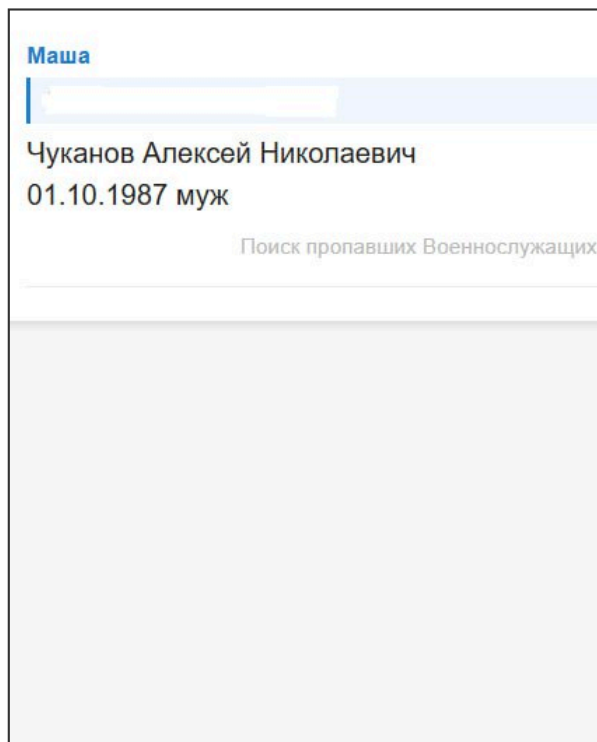 Маша
Чуканов Алексей Николаевич
01.10.1987 муж
Поиск пропавших Военнослужащих